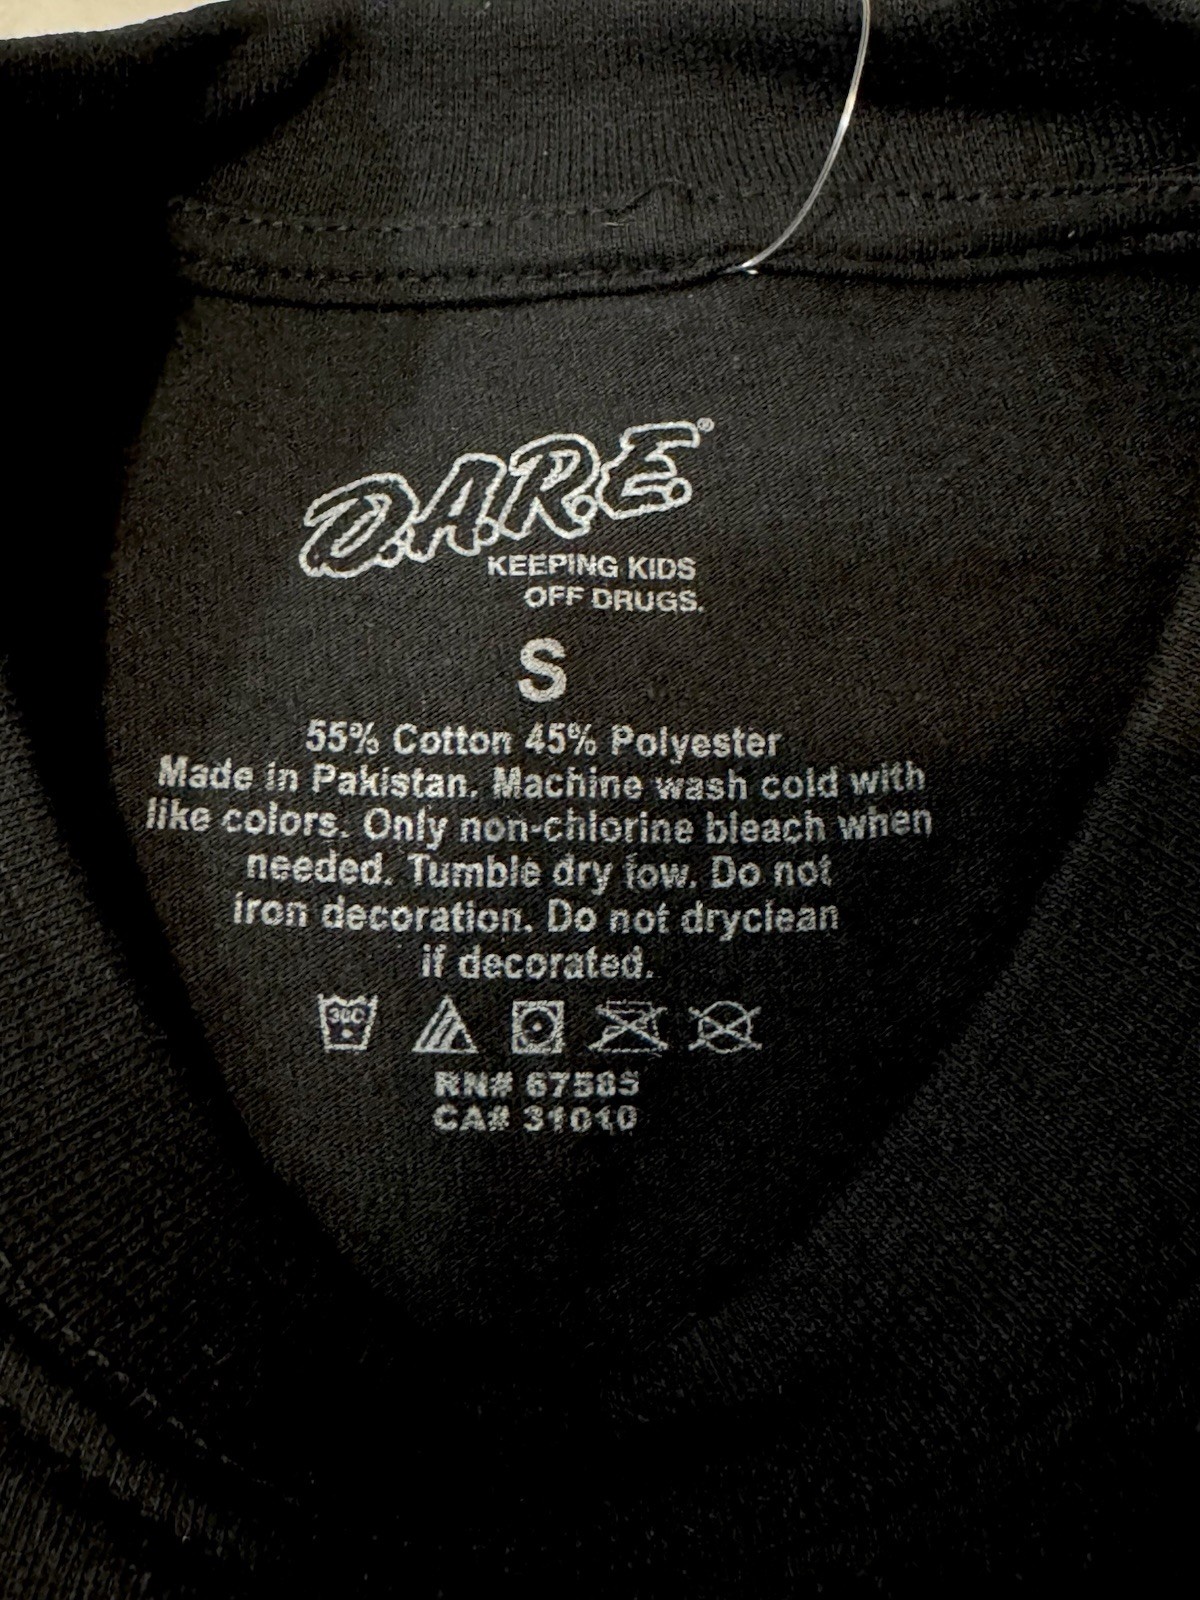 D.A.R.E.®
KEEPING KIDS
OFF DRUGS.
S
55% Cotton 45% Polyester
Made in Pakistan. Machine wash cold with
like colors. Only non-chlorine bleach when
needed. Tumble dry low. Do not
iron decoration. Do not dryclean
if decorated.
30C
RN# 67585
CA# 31010